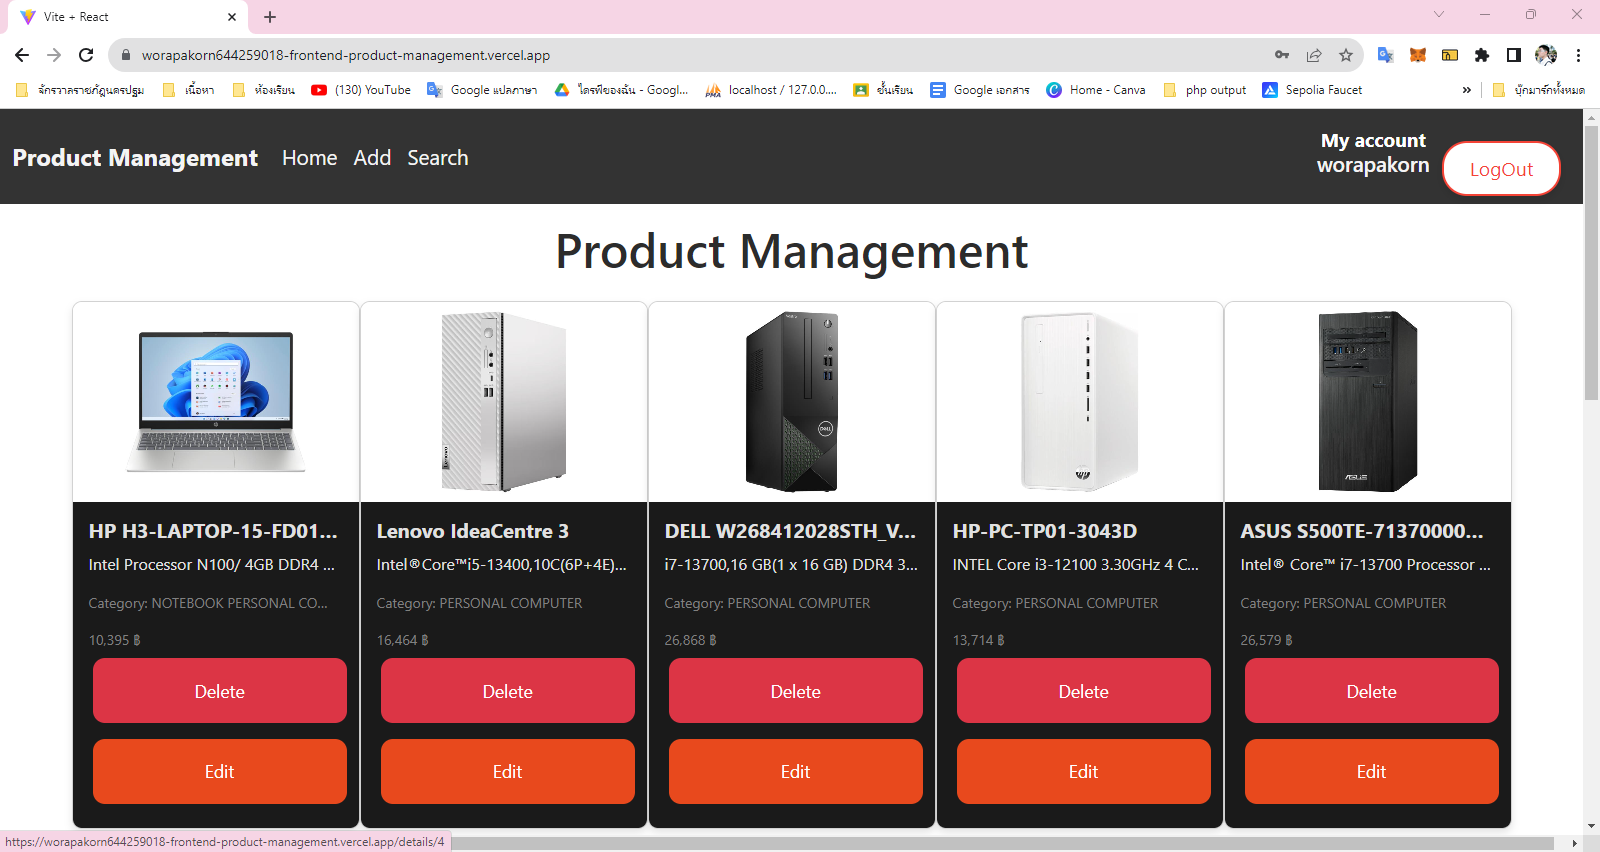 Vite + React
worapakorn644259018-frontend-product-management.vercel.app
จักรวาลราชภัฏนครปฐม เนื้อหา ห้องเรียน (130) YouTube Google แปลภาษา ไดรฟ์ของฉัน - Googl... localhost / 127.0.0.... ชั้นเรียน Google เอกสาร Home - Canva php output Sepolia Faucet » บุ๊กมาร์กทั้งหมด
Product Management Home Add Search
My account
worapakorn
LogOut
Product Management
HP H3-LAPTOP-15-FD01...
Intel Processor N100/ 4GB DDR4 ...
Category: NOTEBOOK PERSONAL CO...
10,395 ฿
Delete
Edit
Lenovo
Lenovo IdeaCentre 3
Intel®Core™i5-13400,10C(6P+4E)...
Category: PERSONAL COMPUTER
16,464 ฿
Delete
Edit
DELL
DELL W268412028STH_V...
i7-13700,16 GB(1 x 16 GB) DDR4 3...
Category: PERSONAL COMPUTER
26,868 ฿
Delete
Edit
hp
HP-PC-TP01-3043D
INTEL Core i3-12100 3.30GHz 4 C...
Category: PERSONAL COMPUTER
13,714 ฿
Delete
Edit
ASUS
ASUS S500TE-71370000...
Intel® Core™ i7-13700 Processor ...
Category: PERSONAL COMPUTER
26,579 ฿
Delete
Edit
https://worapakorn644259018-frontend-product-management.vercel.app/details/4